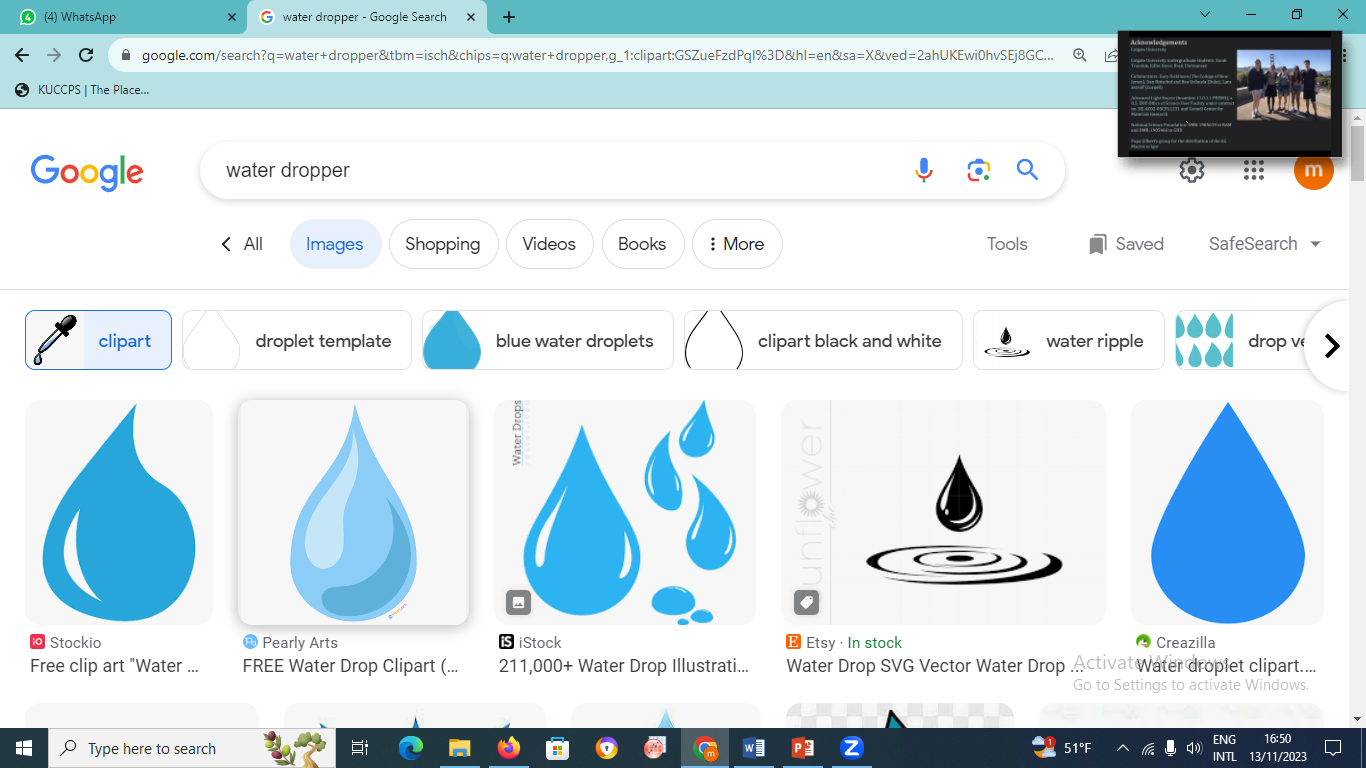 (4) WhatsApp
water dropper - Google Search
google.com/search?q=water+dropper&tbm=isch&chips=q:water+dropper,g_1:clipart:GSZueFzdPqI%3D&hl=en&sa=X&ved=2ahUKEwi0hvSEj8GC...
KUCCPS | The Place...
Acknowledgements
Colgate University
Google
water dropper
m
All
Images
Shopping
Videos
Books
More
Tools
Saved
SafeSearch
clipart
droplet template
blue water droplets
clipart black and white
water ripple
drop ve
Water Drops
unflower
Stockio
Free clip art "Water ...
Pearly Arts
FREE Water Drop Clipart (...
iStock
211,000+ Water Drop Illustrati...
Etsy · In stock
Water Drop SVG Vector Water Drop ...
Creazilla
Water droplet clipart....
Activate Windows
Go to Settings to activate Windows.
Type here to search
1
51°F
ENG
INTL
16:50
13/11/2023